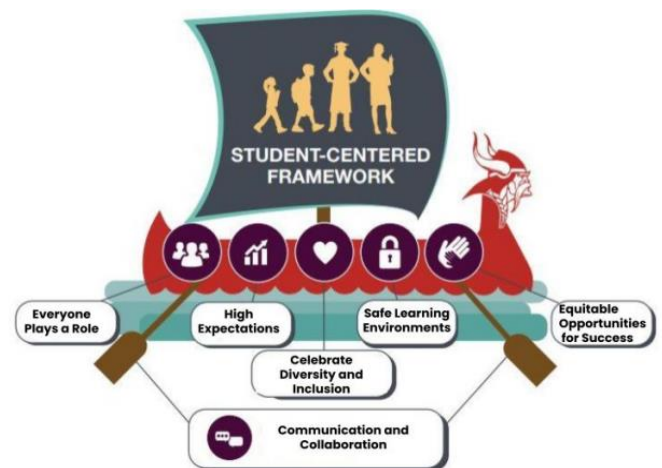 STUDENT-CENTERED
FRAMEWORK
Everyone
Plays a Role
High
Expectations
Celebrate
Diversity and
Inclusion
Safe Learning
Environments
Equitable
Opportunities
for Success
Communication and
Collaboration